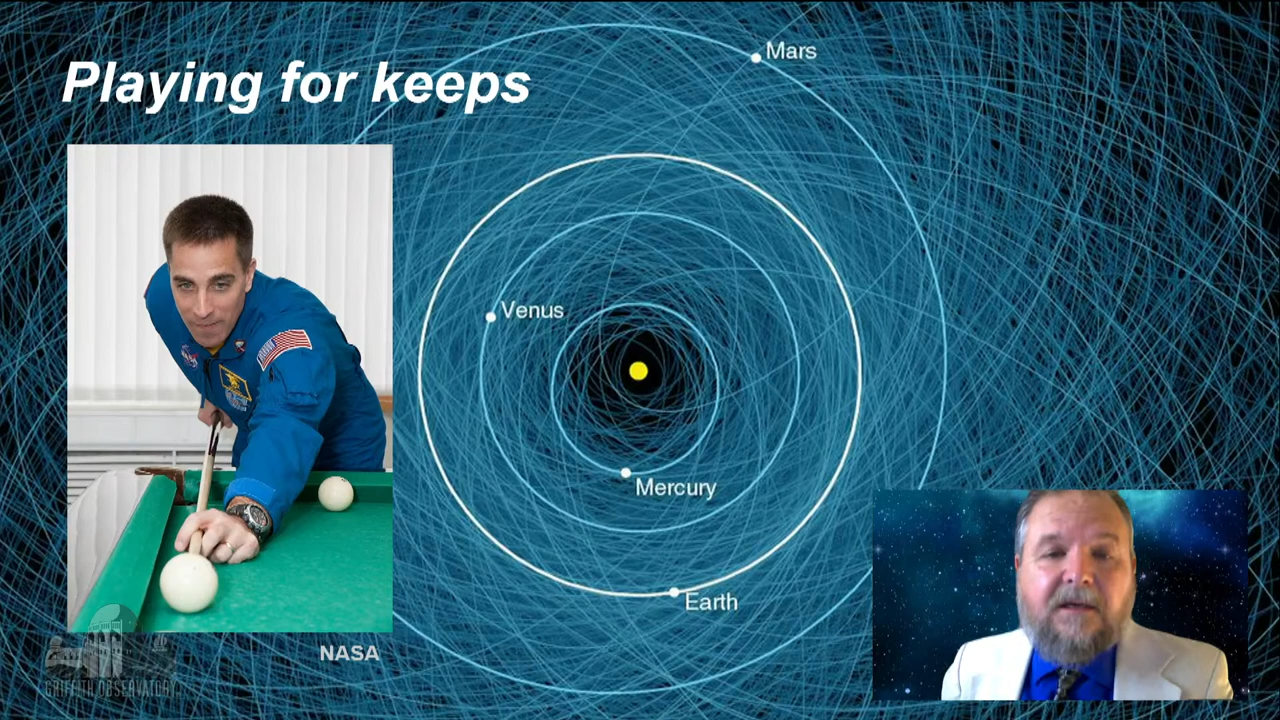 Playing for keeps
Mars
Venus
Mercury
Earth
NASA
GRIFFITH OBSERVATORY